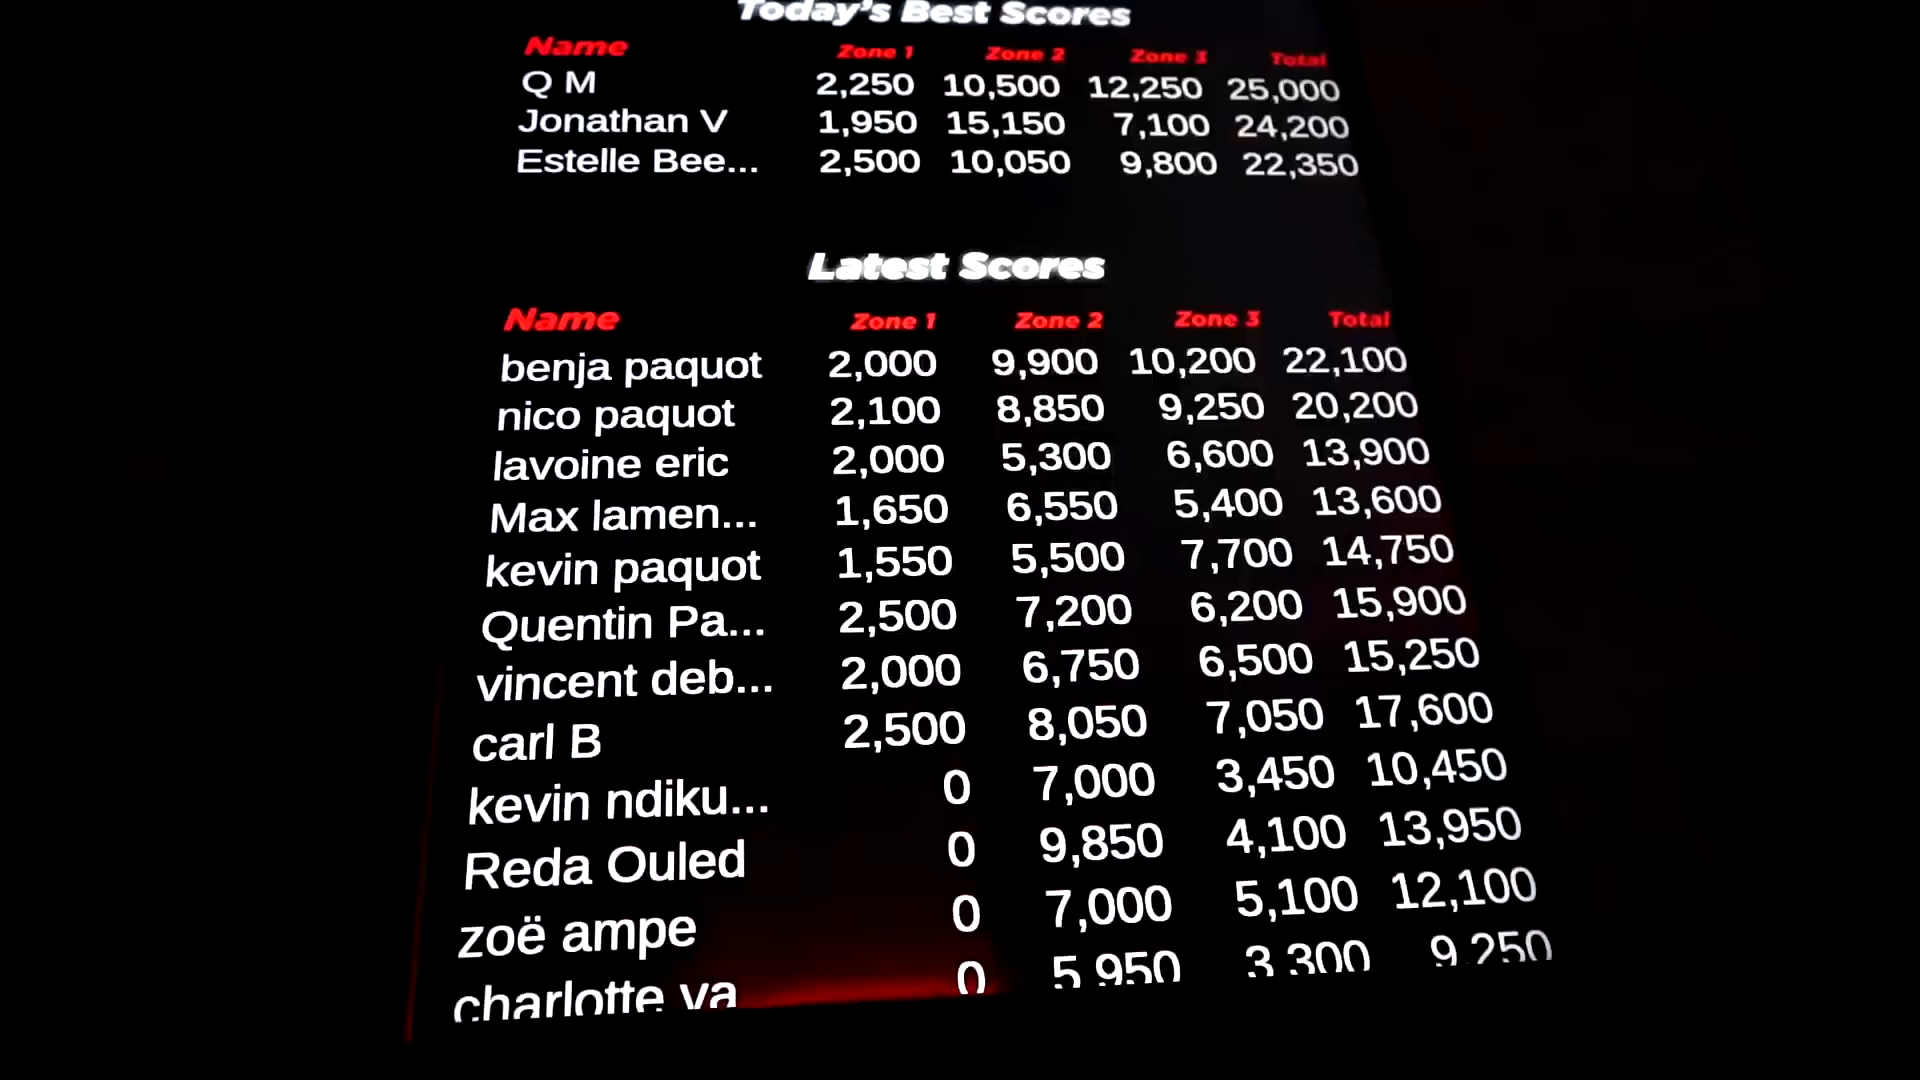 Today's Best Scores
Name Zone 1 Zone 2 Zone 3 Total
Q M 2,250 10,500 12,250 25,000
Jonathan V 1,950 15,150 7,100 24,200
Estelle Bee... 2,500 10,050 9,800 22,350
Latest Scores
Name Zone 1 Zone 2 Zone 3 Total
benja paquot 2,000 9,900 10,200 22,100
nico paquot 2,100 8,850 9,250 20,200
lavoine eric 2,000 5,300 6,600 13,900
Max lamen... 1,650 6,550 5,400 13,600
kevin paquot 1,550 5,500 7,700 14,750
Quentin Pa... 2,500 7,200 6,200 15,900
vincent deb... 2,000 6,750 6,500 15,250
carl B 2,500 8,050 7,050 17,600
kevin ndiku... 0 7,000 3,450 10,450
Reda Ouled 0 9,850 4,100 13,950
zoë ampe 0 7,000 5,100 12,100
charlotte va 0 5,950 3,300 9,250